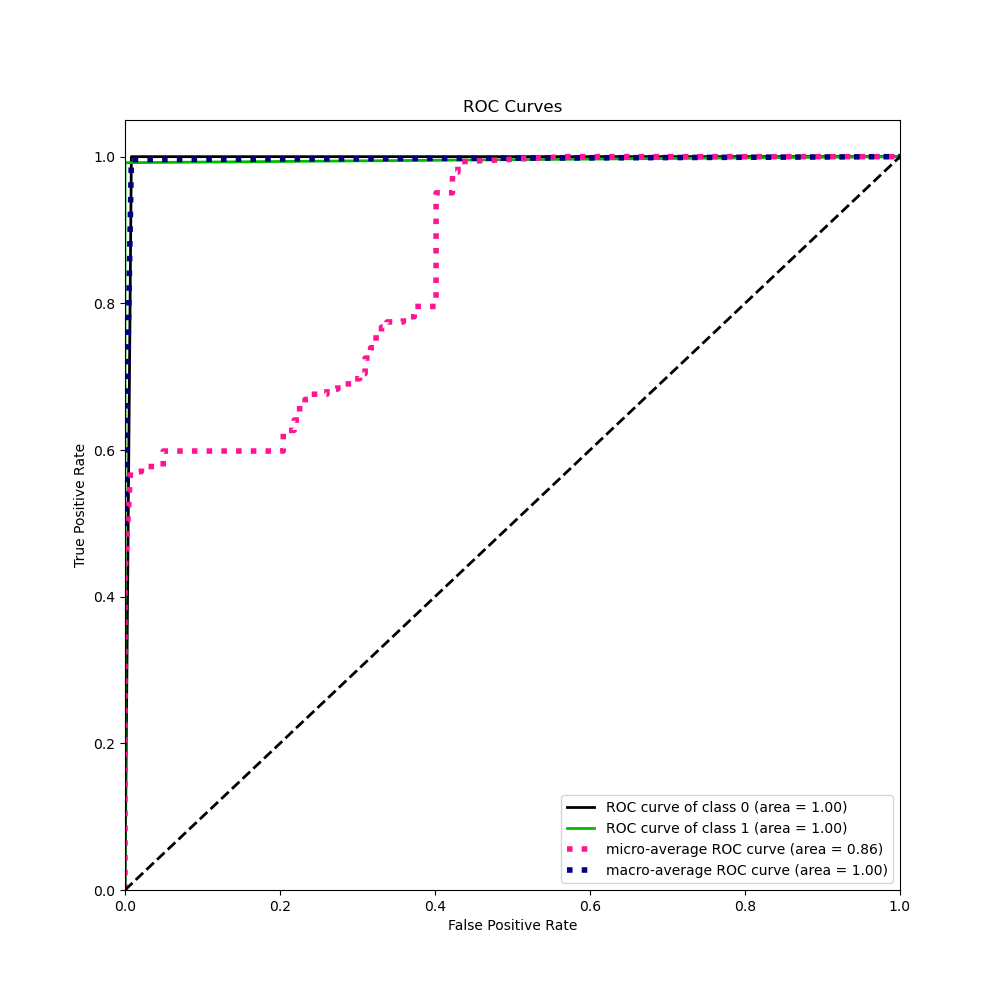 ROC Curves
True Positive Rate
1.0
0.8
0.6
0.4
0.2
0.0
ROC curve of class 0 (area = 1.00)
ROC curve of class 1 (area = 1.00)
micro-average ROC curve (area = 0.86)
macro-average ROC curve (area = 1.00)
0.0 0.2 0.4 0.6 0.8 1.0
False Positive Rate